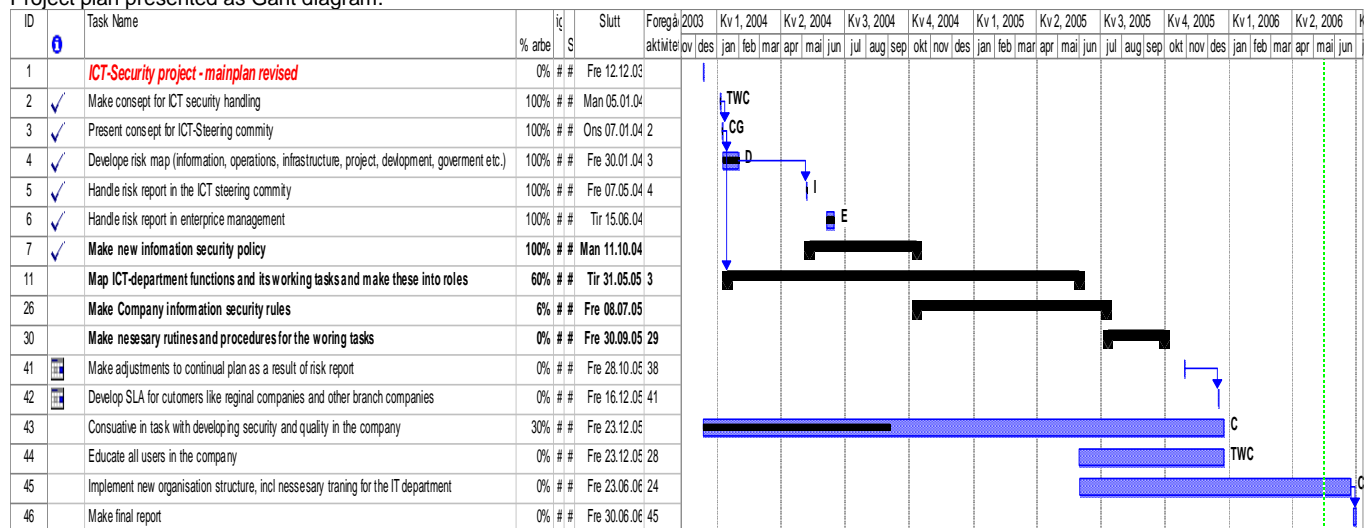 Project plan presented as Gant diagram.
ID Task Name % arbe S Slutt Foregå aktivite 2003 Kv 1, 2004 Kv 2, 2004 Kv 3, 2004 Kv 4, 2004 Kv 1, 2005 Kv 2, 2005 Kv 3, 2005 Kv 4, 2005 Kv 1, 2006 Kv 2, 2006 K
ov des jan feb mar apr mai jun jul aug sep okt nov des jan feb mar apr mai jun jul aug sep okt nov des jan feb mar apr mai jun
1 ICT-Security project - mainplan revised 0% # # Fre 12.12.03
2 Make consept for ICT security handling 100% # # Man 05.01.04 TWC
3 Present consept for ICT-Steering commity 100% # # Ons 07.01.04 2 CG
4 Develope risk map (information, operations, infrastructure, project, devlopment, goverment etc.) 100% # # Fre 30.01.04 3 D
5 Handle risk report in the ICT steering commity 100% # # Fre 07.05.04 4 I
6 Handle risk report in enterprice management 100% # # Tir 15.06.04 E
7 Make new infomation security policy 100% # # Man 11.10.04
11 Map ICT-department functions and its working tasks and make these into roles 60% # # Tir 31.05.05 3
26 Make Company information security rules 6% # # Fre 08.07.05
30 Make nesesary rutines and procedures for the woring tasks 0% # # Fre 30.09.05 29
41 Make adjustments to continual plan as a result of risk report 0% # # Fre 28.10.05 38
42 Develop SLA for cutomers like reginal companies and other branch companies 0% # # Fre 16.12.05 41
43 Consuative in task with developing security and quality in the company 30% # # Fre 23.12.05 C
44 Educate all users in the company 0% # # Fre 23.12.05 28 TWC
45 Implement new organisation structure, incl nessesary traning for the IT department 0% # # Fre 23.06.06 24 C
46 Make final report 0% # # Fre 30.06.06 45